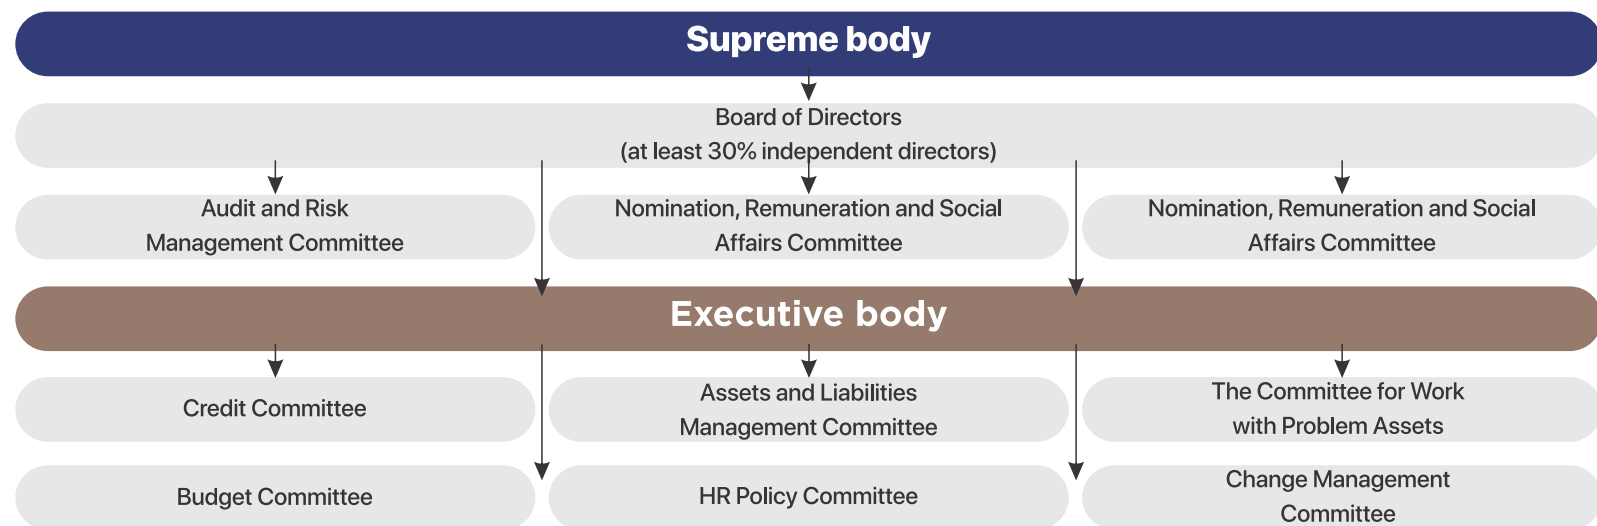 Supreme body
Board of Directors
(at least 30% independent directors)
Audit and Risk
Management Committee
Nomination, Remuneration and Social
Affairs Committee
Nomination, Remuneration and Social
Affairs Committee
Executive body
Credit Committee
Assets and Liabilities
Management Committee
The Committee for Work
with Problem Assets
Budget Committee
HR Policy Committee
Change Management
Committee